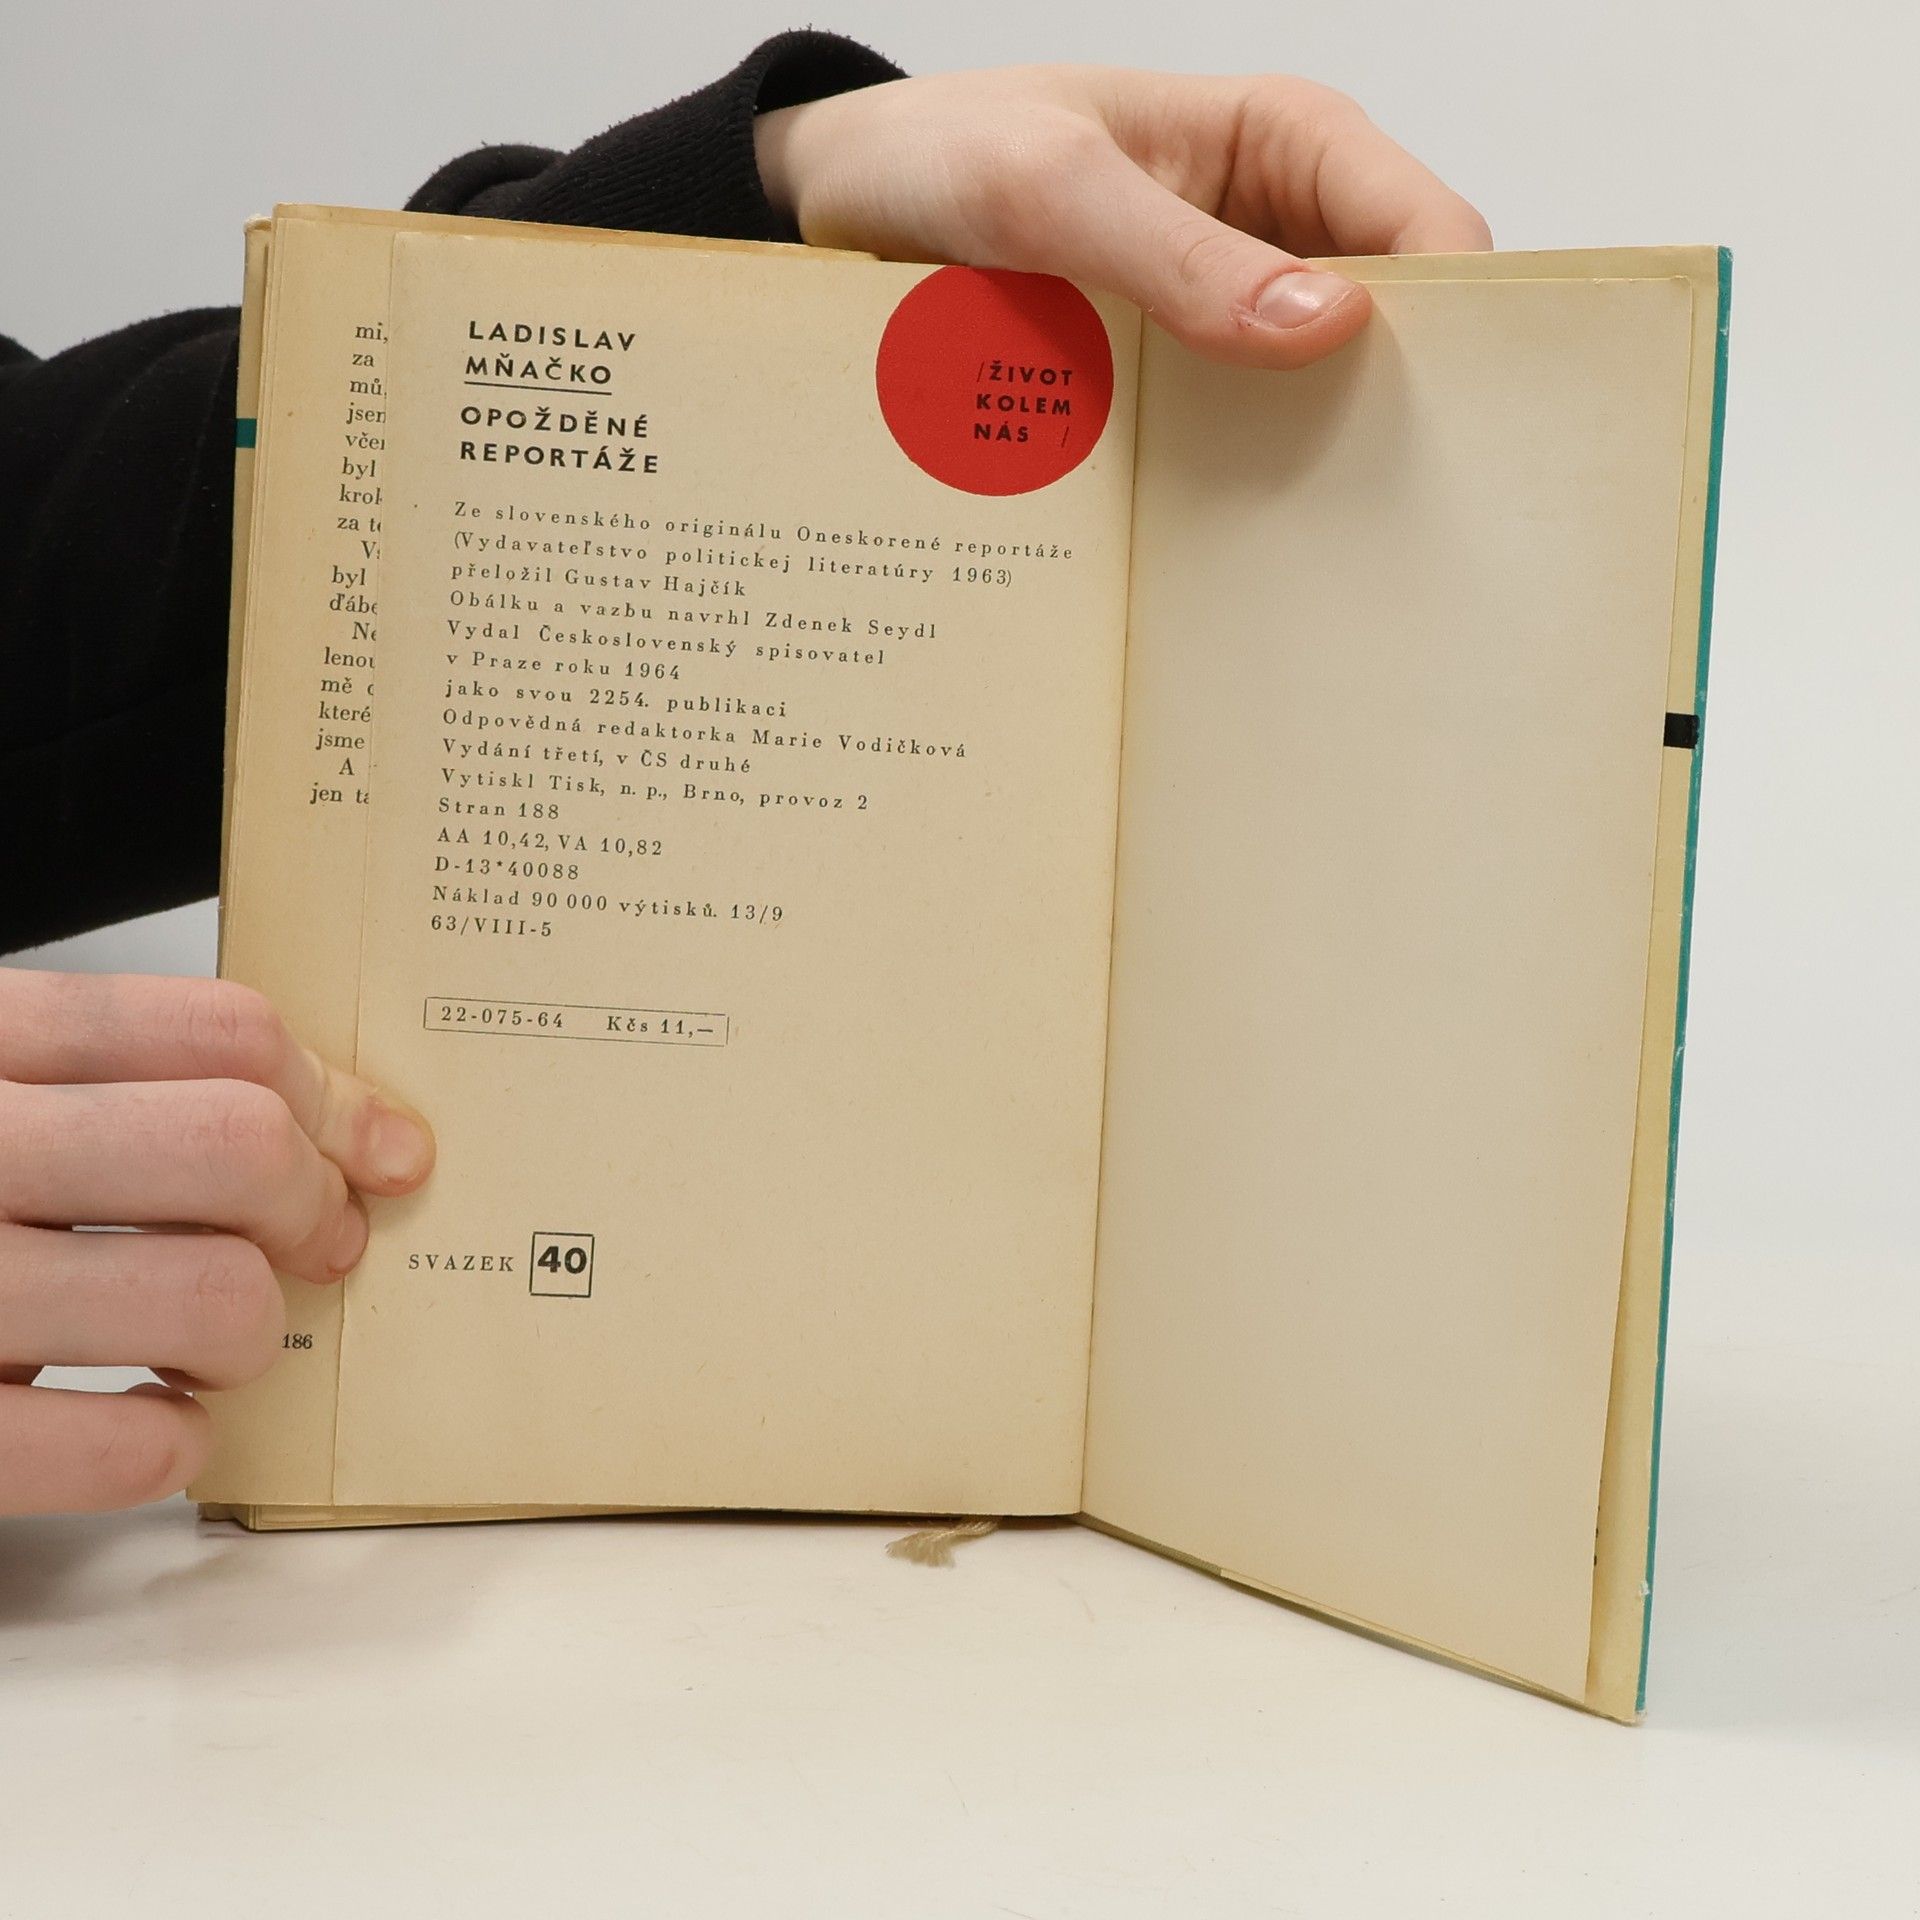 mi,
za
mů,
jsem
včer
byl
krok
za te
byl
ďábe
Ne
lenou
mě
které
jsme
A
jen ta
186
LADISLAV
MŇAČKO
OPOŽDĚNÉ
REPORTÁŽE
/ŽIVOT
KOLEM
NÁS /
Ze slovenského originálu Oneskorené reportáže
(Vydavateľstvo politickej literatúry 1963)
přeložil Gustav Hajčík
Obálku a vazbu navrhl Zdenek Seydl
Vydal Československý spisovatel
v Praze roku 1964
jako svou 2254. publikaci
Odpovědná redaktorka Marie Vodičková
Vydání třetí, v ČS druhé
Vytiskl Tisk, n. p., Brno, provoz 2
Stran 188
AA 10,42, VA 10,82
D-13*40088
Náklad 90 000 výtisků. 13/9
63/VIII-5
22-075-64 Kčs 11,—
SVAZEK 40